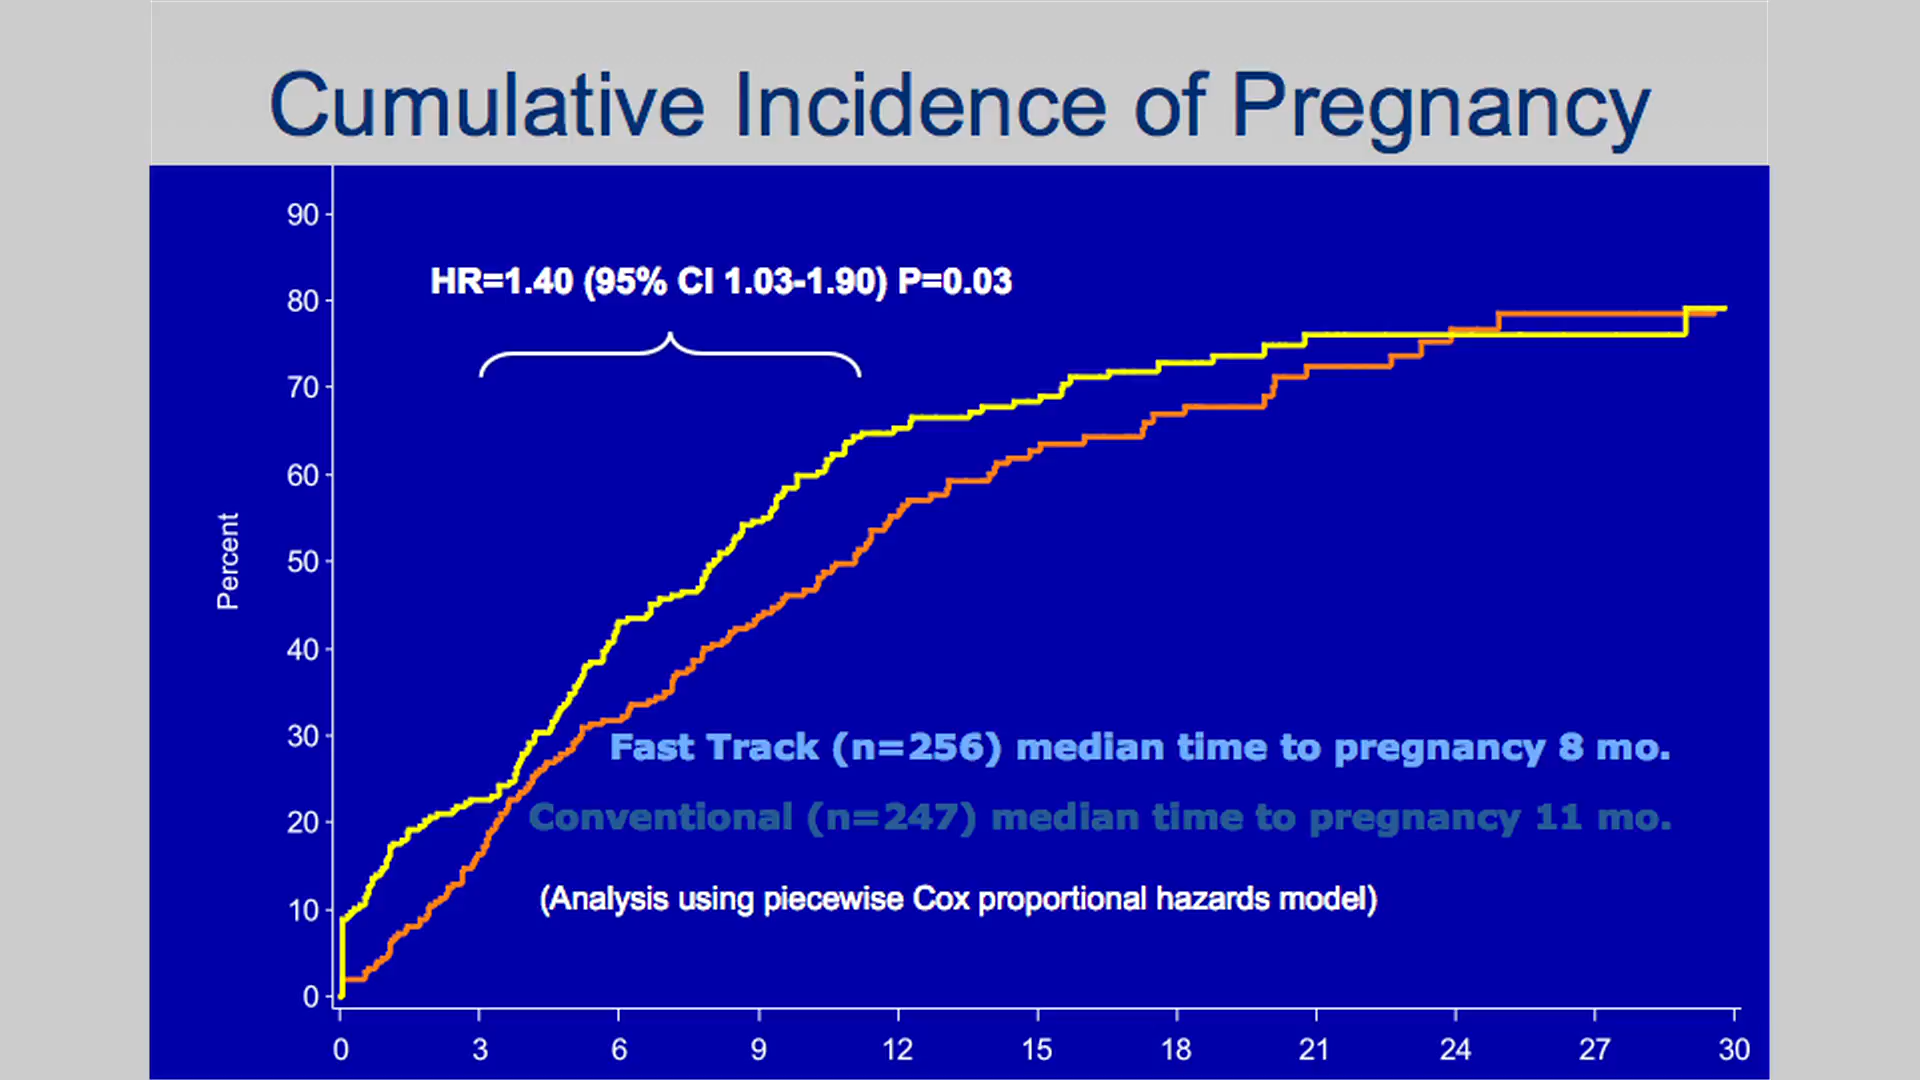 Cumulative Incidence of Pregnancy
90
HR=1.40 (95% CI 1.03-1.90) P=0.03
80
70
60
50
Percent
40
30
Fast Track (n=256) median time to pregnancy 8 mo.
20
Conventional (n=247) median time to pregnancy 11 mo.
10
(Analysis using piecewise Cox proportional hazards model)
0
0 3 6 9 12 15 18 21 24 27 30